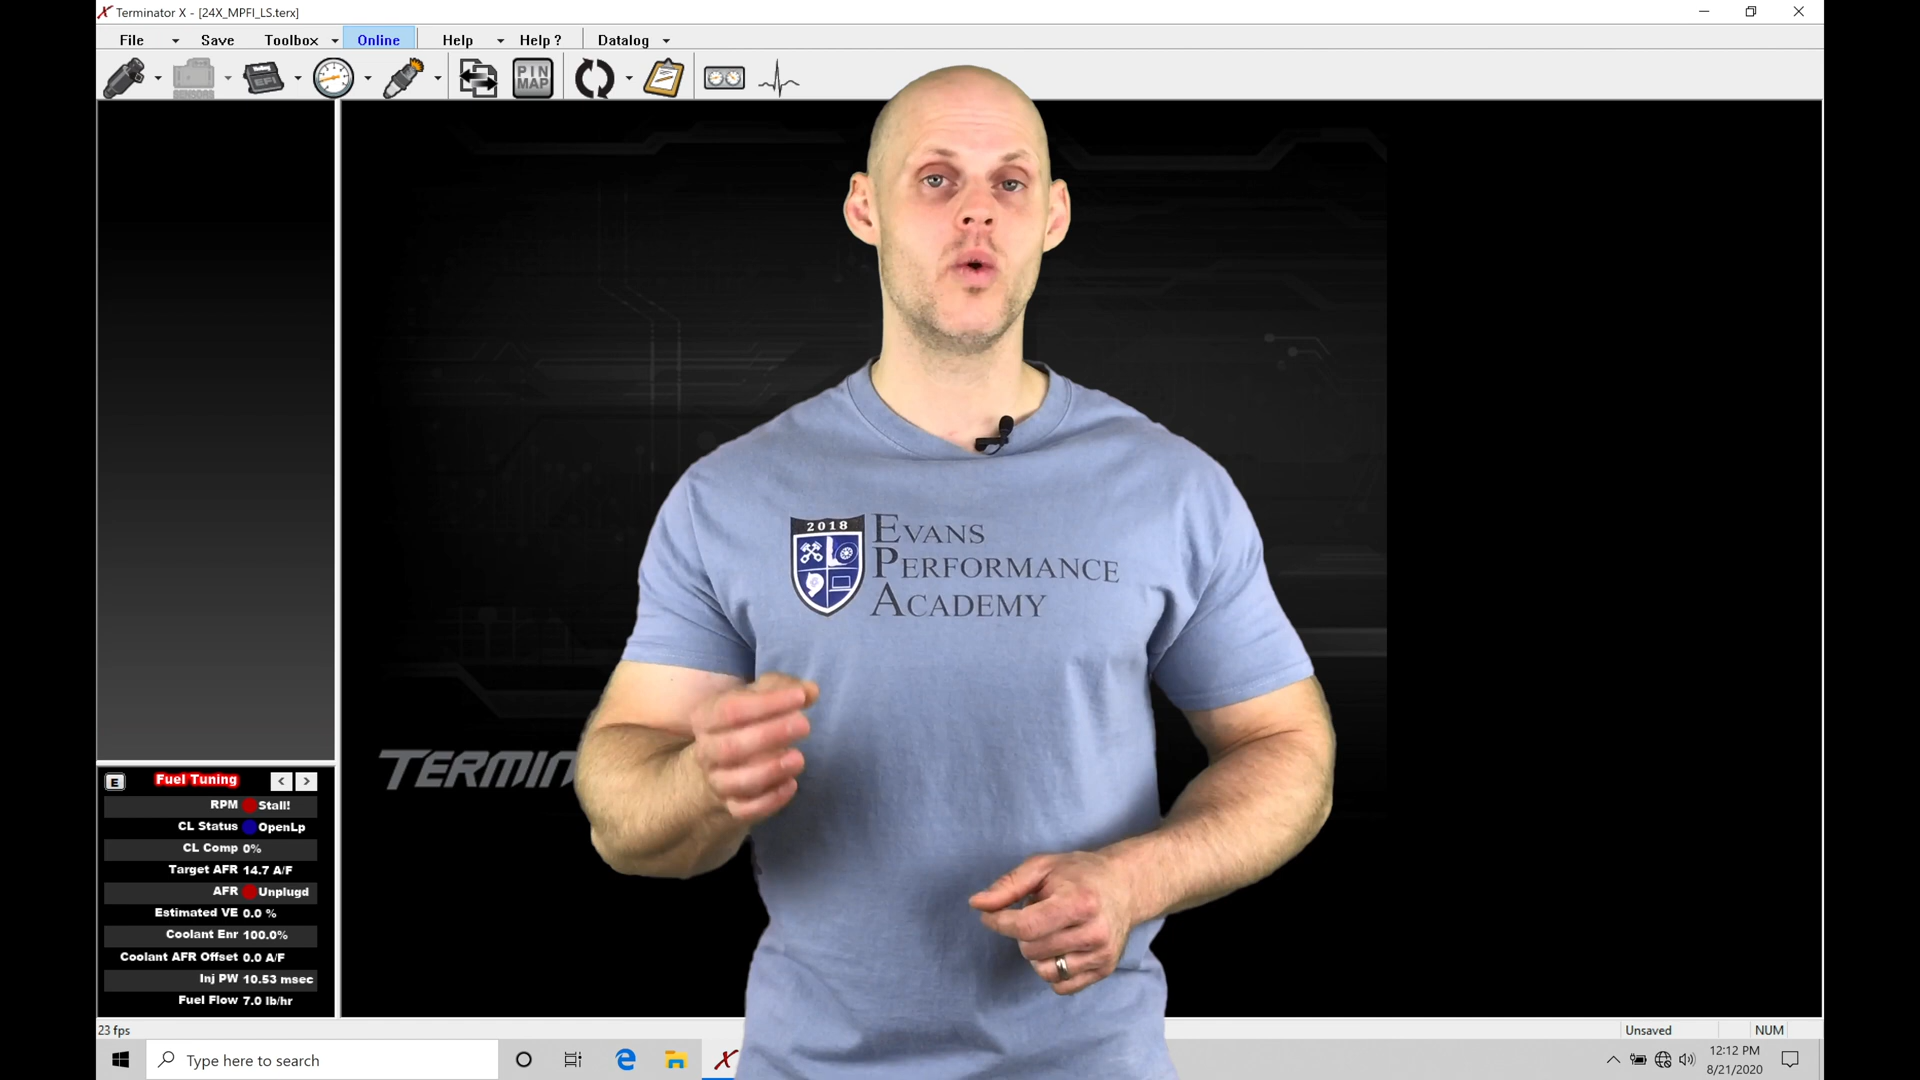 Terminator X - [24X_MPFI_LS.terx]
File Save Toolbox Online Help Help ? Datalog
SENSORS EFI PIN MAP
2018
EVANS
PERFORMANCE
ACADEMY
TERMIN
E Fuel Tuning < >
RPM Stall!
CL Status OpenLp
CL Comp 0%
Target AFR 14.7 A/F
AFR Unplugd
Estimated VE 0.0 %
Coolant Enr 100.0%
Coolant AFR Offset 0.0 A/F
Inj PW 10.53 msec
Fuel Flow 7.0 lb/hr
23 fps Unsaved NUM
Type here to search 12:12 PM
8/21/2020